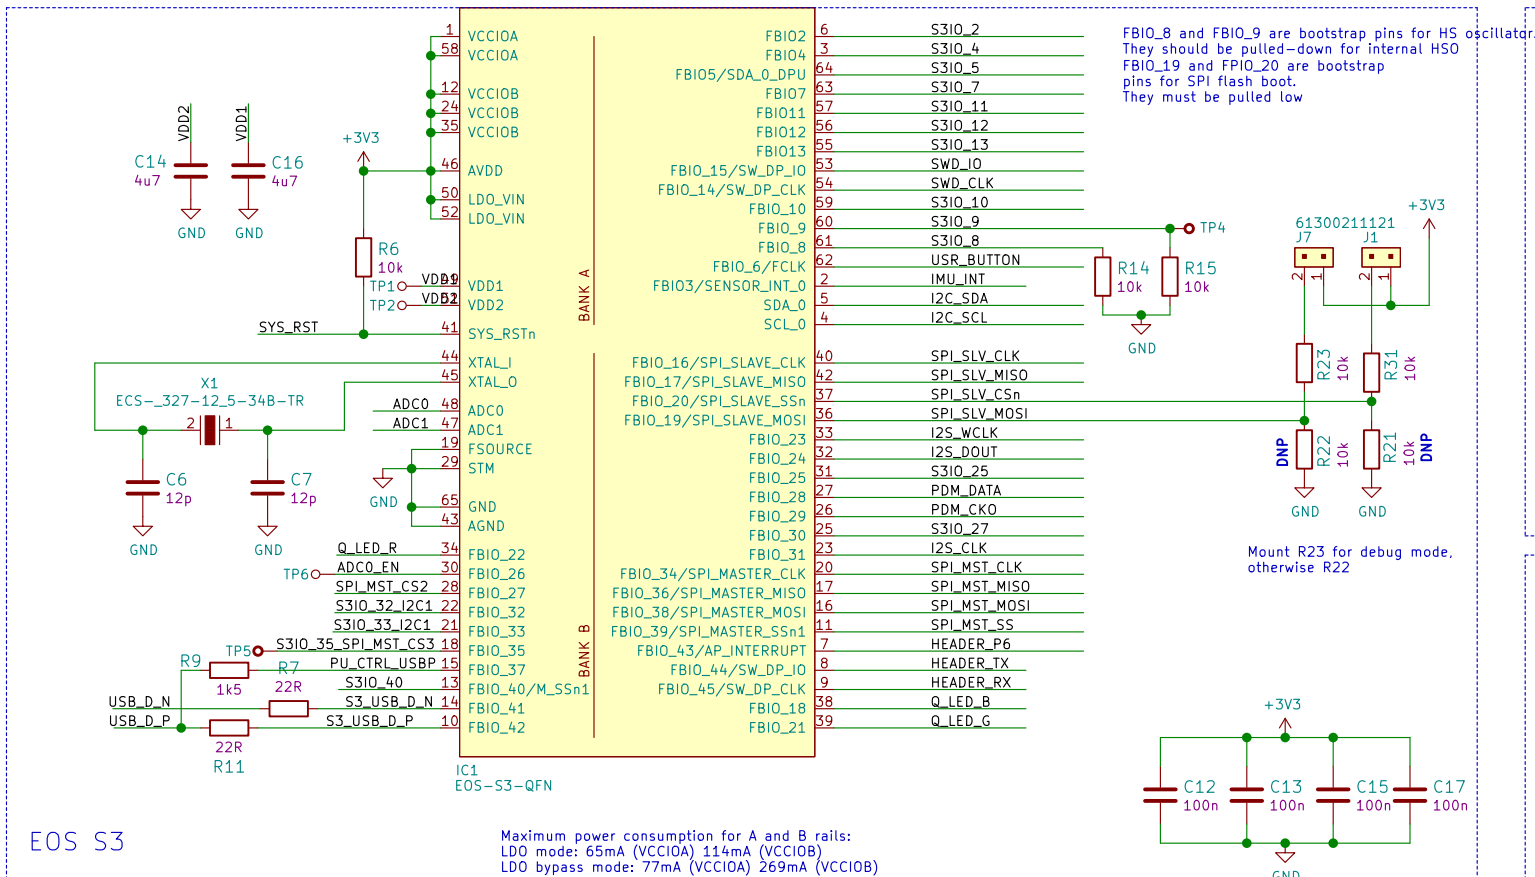 FBIO_8 and FBIO_9 are bootstrap pins for HS oscillator.
They should be pulled-down for internal HSO
FBIO_19 and FPIO_20 are bootstrap
pins for SPI flash boot.
They must be pulled low
1 VCCIOA
58 VCCIOA
12 VCCIOB
24 VCCIOB
35 VCCIOB
46 AVDD
50 LDO_VIN
52 LDO_VIN
VDD1 49 VDD1
VDD2 51 VDD2
SYS_RST 41 SYS_RSTn
44 XTAL_I
45 XTAL_O
ADC0 48 ADC0
ADC1 47 ADC1
19 FSOURCE
29 STM
65 GND
43 AGND
Q_LED_R 34 FBIO_22
ADC0_EN 30 FBIO_26
SPI_MST_CS2 28 FBIO_27
S3IO_32_I2C1 22 FBIO_32
S3IO_33_I2C1 21 FBIO_33
S3IO_35_SPI_MST_CS3 18 FBIO_35
PU_CTRL_USBP 15 FBIO_37
S3IO_40 13 FBIO_40/M_SSn1
USB_D_N S3_USB_D_N 14 FBIO_41
USB_D_P S3_USB_D_P 10 FBIO_42
BANK A
BANK B
FBIO2 6 S3IO_2
FBIO4 3 S3IO_4
FBIO5/SDA_0_DPU 64 S3IO_5
FBIO7 63 S3IO_7
FBIO11 57 S3IO_11
FBIO12 56 S3IO_12
FBIO13 55 S3IO_13
FBIO_15/SW_DP_IO 53 SWD_IO
FBIO_14/SW_DP_CLK 54 SWD_CLK
FBIO_10 59 S3IO_10
FBIO_9 60 S3IO_9
FBIO_8 61 S3IO_8
FBIO_6/FCLK 62 USR_BUTTON
FBIO3/SENSOR_INT_0 2 IMU_INT
SDA_0 5 I2C_SDA
SCL_0 4 I2C_SCL
FBIO_16/SPI_SLAVE_CLK 40 SPI_SLV_CLK
FBIO_17/SPI_SLAVE_MISO 42 SPI_SLV_MISO
FBIO_20/SPI_SLAVE_SSn 37 SPI_SLV_CSn
FBIO_19/SPI_SLAVE_MOSI 36 SPI_SLV_MOSI
FBIO_23 33 I2S_WCLK
FBIO_24 32 I2S_DOUT
FBIO_25 31 S3IO_25
FBIO_28 27 PDM_DATA
FBIO_29 26 PDM_CKO
FBIO_30 25 S3IO_27
FBIO_31 23 I2S_CLK
FBIO_34/SPI_MASTER_CLK 20 SPI_MST_CLK
FBIO_36/SPI_MASTER_MISO 17 SPI_MST_MISO
FBIO_38/SPI_MASTER_MOSI 16 SPI_MST_MOSI
FBIO_39/SPI_MASTER_SSn1 11 SPI_MST_SS
FBIO_43/AP_INTERRUPT 7 HEADER_P6
FBIO_44/SW_DP_IO 8 HEADER_TX
FBIO_45/SW_DP_CLK 9 HEADER_RX
FBIO_18 38 Q_LED_B
FBIO_21 39 Q_LED_G
IC1
EOS-S3-QFN
VDD2
C14
4u7
GND
VDD1
C16
4u7
GND
+3V3
R6
10k
TP1
TP2
X1
ECS-_327-12_5-34B-TR
2 1
C6
12p
GND
C7
12p
GND
GND
TP6
TP5
R9
1k5
R7
22R
22R
R11
TP4
R14
10k
R15
10k
GND
61300211121
J7 J1
+3V3
2 1
2 1
R23
10k
R31
10k
DNP
R22
10k
R21
10k
DNP
GND GND
Mount R23 for debug mode,
otherwise R22
+3V3
C12
100n
C13
100n
C15
100n
C17
100n
GND
EOS S3
Maximum power consumption for A and B rails:
LDO mode: 65mA (VCCIOA) 114mA (VCCIOB)
LDO bypass mode: 77mA (VCCIOA) 269mA (VCCIOB)